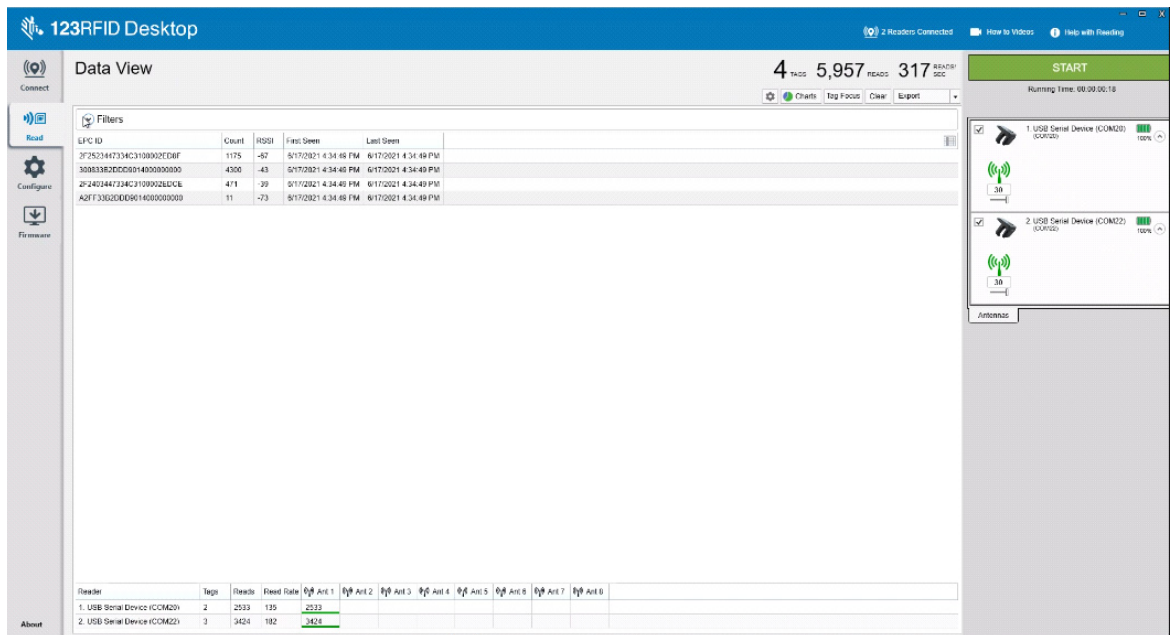 123RFID Desktop
2 Readers Connected How to Videos Help with Reading
Connect
Read
Configure
Firmware
About
Data View
4 TAGS 5,957 READS 317 READS/SEC
Charts Tag Focus Clear Export
START
Running Time: 00:00:00:18
Filters
EPC ID Count RSSI First Seen Last Seen
1175 -67 6/17/2021 4:34:49 PM 6/17/2021 4:34:49 PM
300833B2DDD9014000000000 4300 -43 6/17/2021 4:34:49 PM 6/17/2021 4:34:49 PM
471 -39 6/17/2021 4:34:49 PM 6/17/2021 4:34:49 PM
11 -73 6/17/2021 4:34:49 PM 6/17/2021 4:34:49 PM
1. USB Serial Device (COM20)
(COM20)
100%
30
2. USB Serial Device (COM22)
(COM22)
100%
30
Antennas
Reader Tags Reads Read Rate Ant 1 Ant 2 Ant 3 Ant 4 Ant 5 Ant 6 Ant 7 Ant 8
1. USB Serial Device (COM20) 2 2533 135 2533
2. USB Serial Device (COM22) 3 3424 182 3424